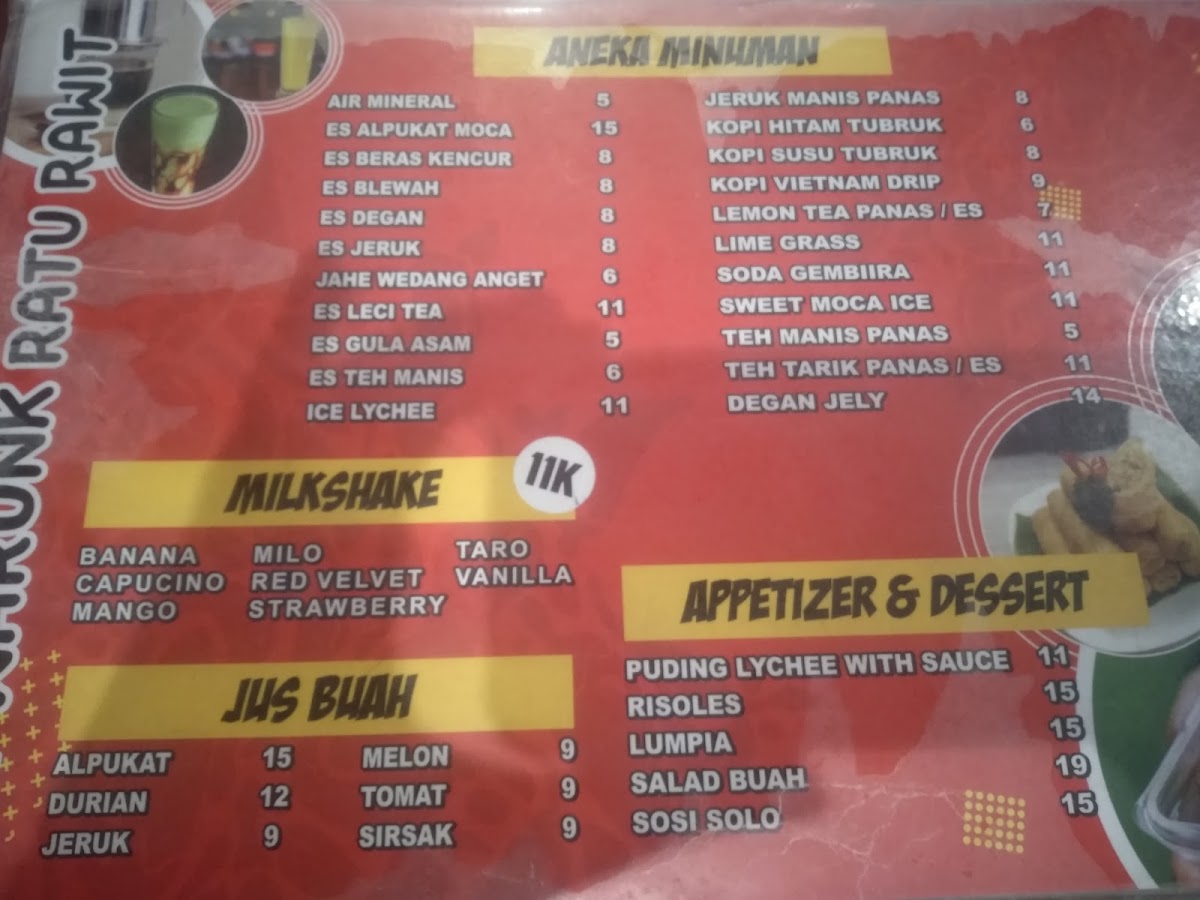 WARUNK RATU RAWIT
ANEKA MINUMAN
AIR MINERAL 5
ES ALPUKAT MOCA 15
ES BERAS KENCUR 8
ES BLEWAH 8
ES DEGAN 8
ES JERUK 8
JAHE WEDANG ANGET 6
ES LECI TEA 11
ES GULA ASAM 5
ES TEH MANIS 6
ICE LYCHEE 11
JERUK MANIS PANAS 8
KOPI HITAM TUBRUK 6
KOPI SUSU TUBRUK 8
KOPI VIETNAM DRIP 9
LEMON TEA PANAS / ES 7
LIME GRASS 11
SODA GEMBIIRA 11
SWEET MOCA ICE 11
TEH MANIS PANAS 5
TEH TARIK PANAS / ES 11
DEGAN JELY 14
MILKSHAKE 11K
BANANA MILO TARO
CAPUCINO RED VELVET VANILLA
MANGO STRAWBERRY
JUS BUAH
ALPUKAT 15 MELON 9
DURIAN 12 TOMAT 9
JERUK 9 SIRSAK 9
APPETIZER & DESSERT
PUDING LYCHEE WITH SAUCE 11
RISOLES 15
LUMPIA 15
SALAD BUAH 19
SOSI SOLO 15